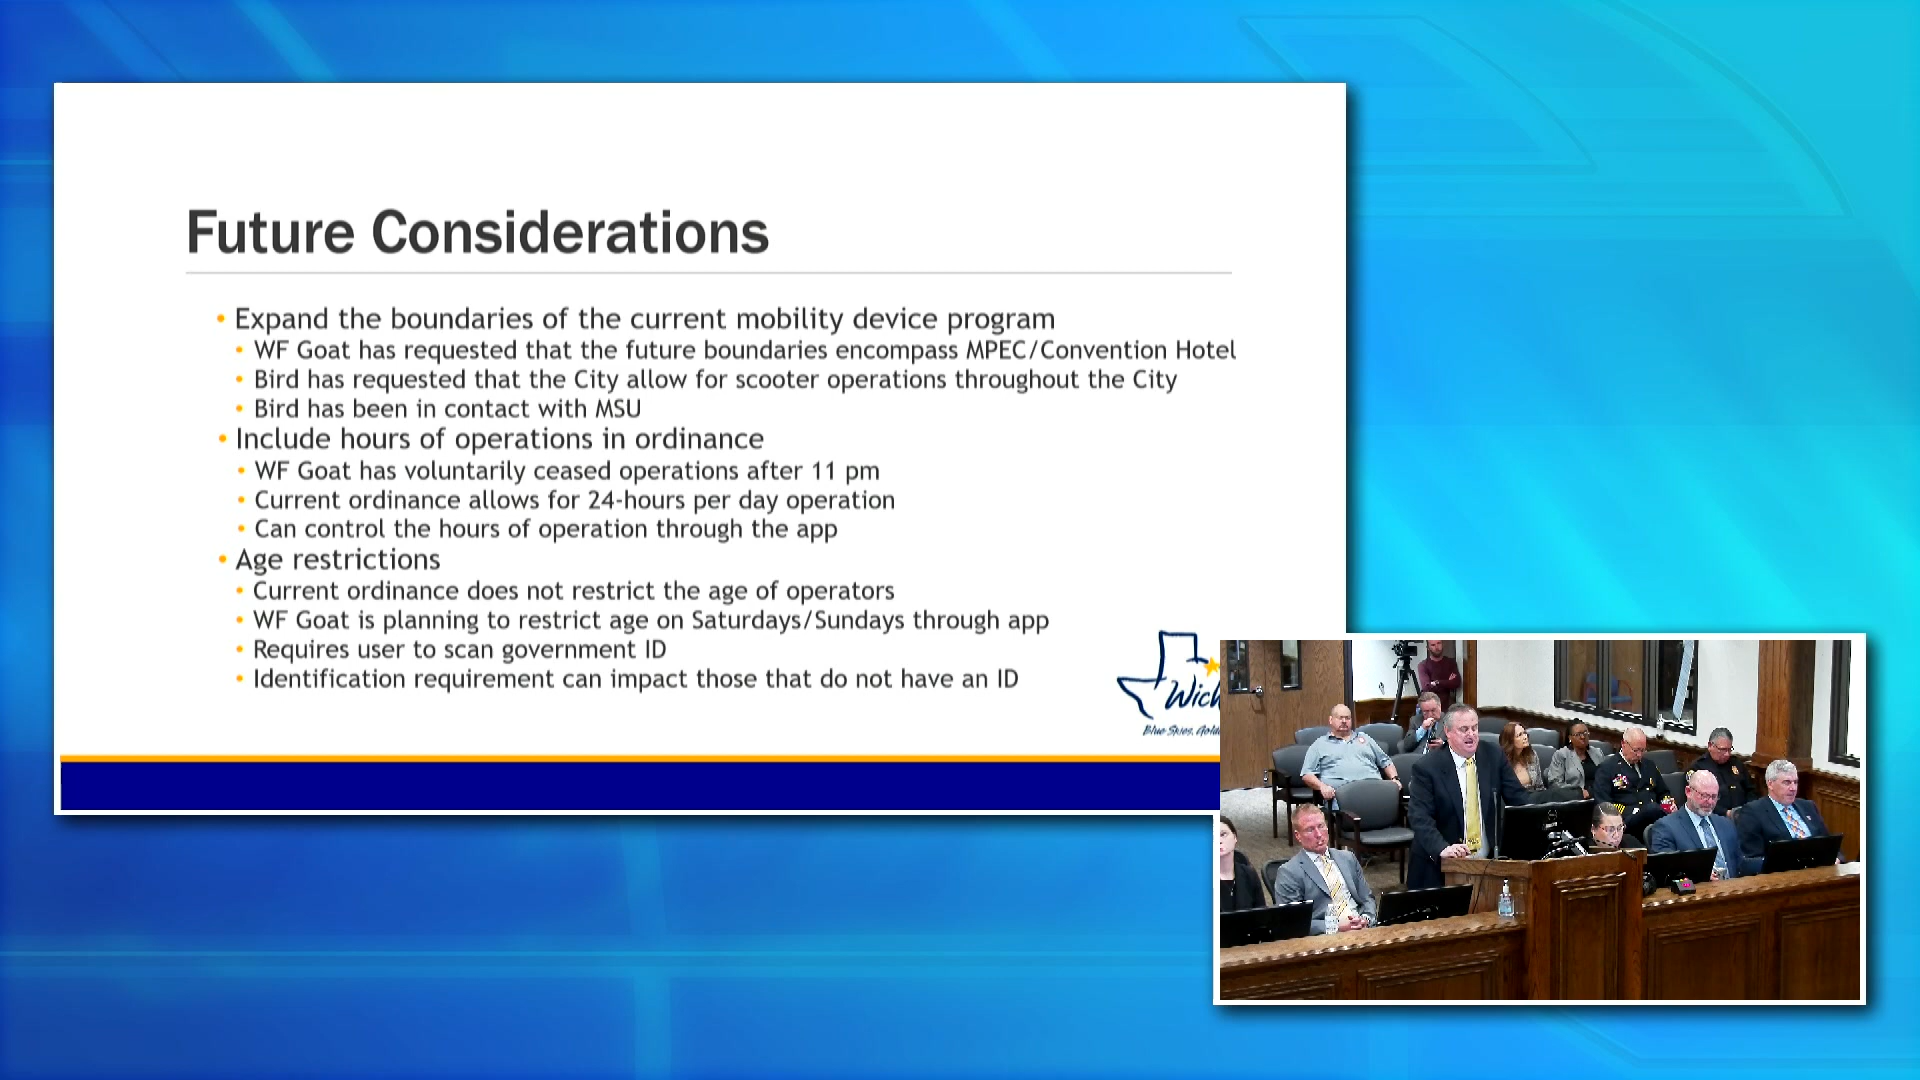 Future Considerations
• Expand the boundaries of the current mobility device program
• WF Goat has requested that the future boundaries encompass MPEC/Convention Hotel
• Bird has requested that the City allow for scooter operations throughout the City
• Bird has been in contact with MSU
• Include hours of operations in ordinance
• WF Goat has voluntarily ceased operations after 11 pm
• Current ordinance allows for 24-hours per day operation
• Can control the hours of operation through the app
• Age restrictions
• Current ordinance does not restrict the age of operators
• WF Goat is planning to restrict age on Saturdays/Sundays through app
• Requires user to scan government ID
• Identification requirement can impact those that do not have an ID
Wich
Blue Skies, Gold